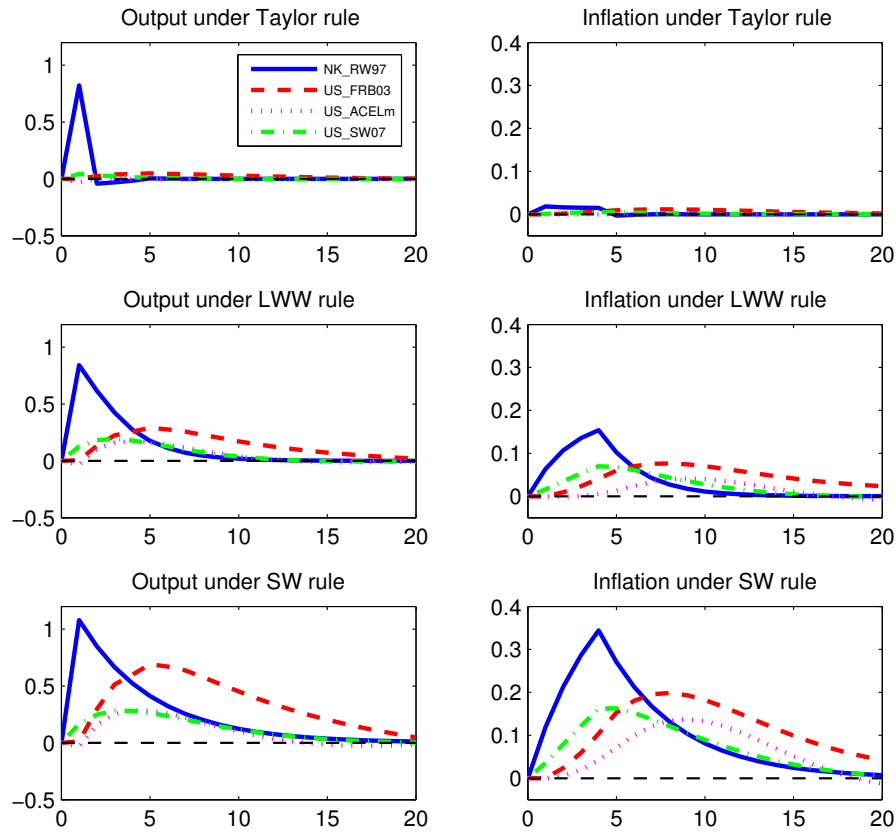 Output under Taylor rule
1
0.5
0
−0.5
0 5 10 15 20
NK_RW97
US_FRB03
US_ACELm
US_SW07
Inflation under Taylor rule
0.4
0.3
0.2
0.1
0
0 5 10 15 20
Output under LWW rule
1
0.5
0
−0.5
0 5 10 15 20
Inflation under LWW rule
0.4
0.3
0.2
0.1
0
0 5 10 15 20
Output under SW rule
1
0.5
0
−0.5
0 5 10 15 20
Inflation under SW rule
0.4
0.3
0.2
0.1
0
0 5 10 15 20